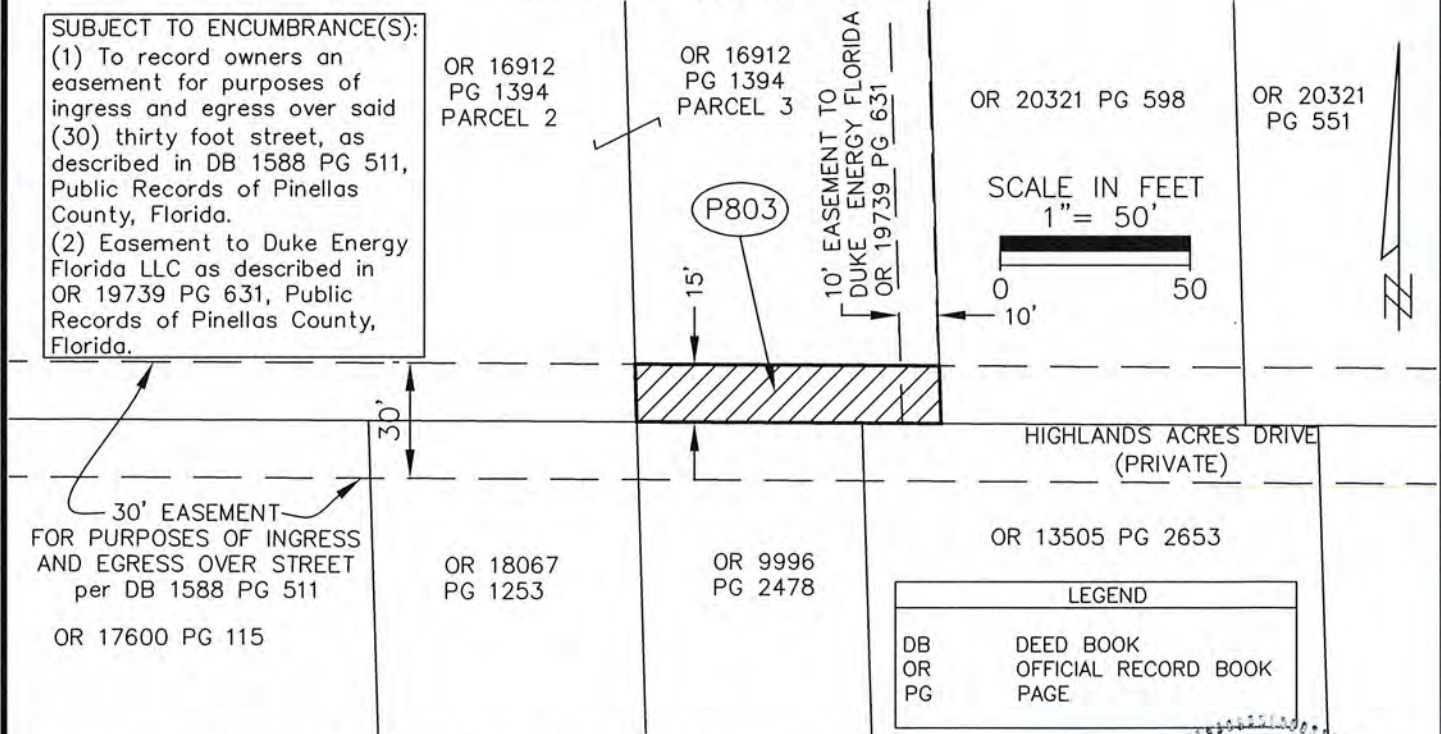 SUBJECT TO ENCUMBRANCE(S):
(1) To record owners an
easement for purposes of
ingress and egress over said
(30) thirty foot street, as
described in DB 1588 PG 511,
Public Records of Pinellas
County, Florida.
(2) Easement to Duke Energy
Florida LLC as described in
OR 19739 PG 631, Public
Records of Pinellas County,
Florida.
OR 16912
PG 1394
PARCEL 2
OR 16912
PG 1394
PARCEL 3
10' EASEMENT TO
DUKE ENERGY FLORIDA
OR 19739 PG 631
OR 20321 PG 598
OR 20321
PG 551
SCALE IN FEET
1"= 50'
0 50
N
P803
15'
10'
30'
HIGHLANDS ACRES DRIVE
(PRIVATE)
30' EASEMENT
FOR PURPOSES OF INGRESS
AND EGRESS OVER STREET
per DB 1588 PG 511
OR 17600 PG 115
OR 18067
PG 1253
OR 9996
PG 2478
OR 13505 PG 2653
LEGEND
DB DEED BOOK
OR OFFICIAL RECORD BOOK
PG PAGE